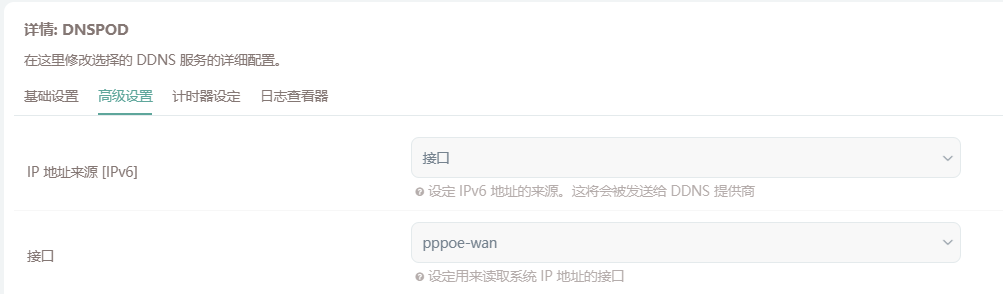 详情: DNSPOD
在这里修改选择的 DDNS 服务的详细配置。
基础设置 高级设置 计时器设定 日志查看器
IP 地址来源 [IPv6]
接口
设定 IPv6 地址的来源。这将会被发送给 DDNS 提供商
接口
pppoe-wan
设定用来读取系统 IP 地址的接口